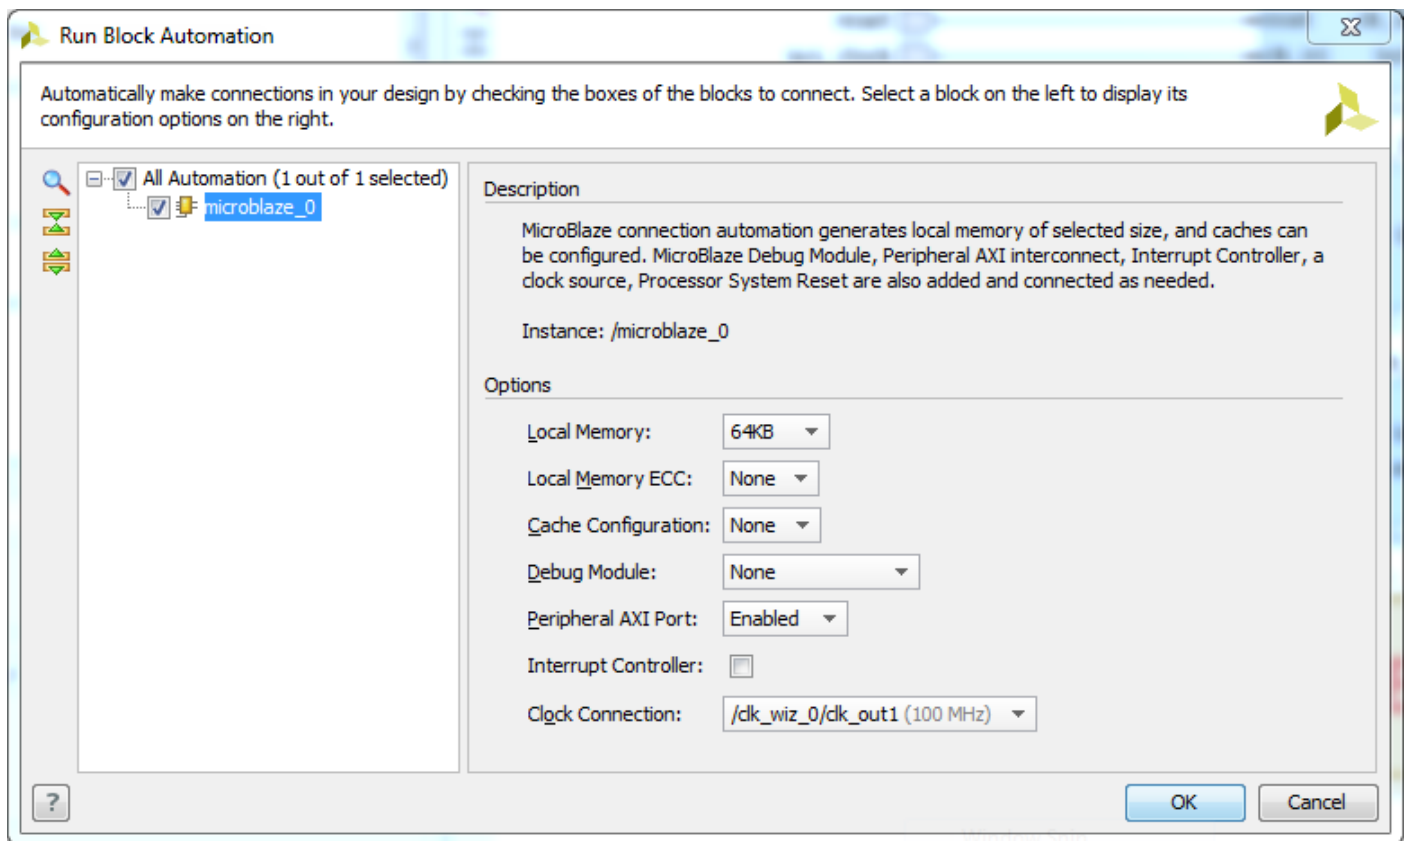 Run Block Automation
Automatically make connections in your design by checking the boxes of the blocks to connect. Select a block on the left to display its
configuration options on the right.
All Automation (1 out of 1 selected)
microblaze_0
Description
MicroBlaze connection automation generates local memory of selected size, and caches can
be configured. MicroBlaze Debug Module, Peripheral AXI interconnect, Interrupt Controller, a
clock source, Processor System Reset are also added and connected as needed.
Instance: /microblaze_0
Options
Local Memory: 64KB
Local Memory ECC: None
Cache Configuration: None
Debug Module: None
Peripheral AXI Port: Enabled
Interrupt Controller:
Clock Connection: /clk_wiz_0/clk_out1 (100 MHz)
?
OK Cancel